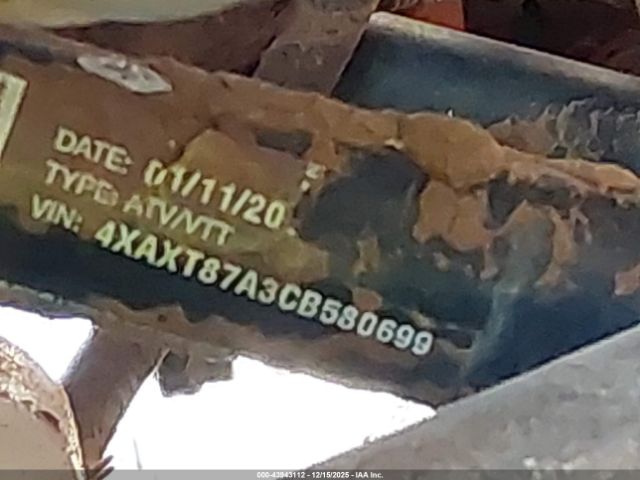 DATE: 01/11/20
TYPE: ATV/VTT
VIN: 4XAXT87A3CB580699
000-43943112 - 12/15/2025 - IAA Inc.